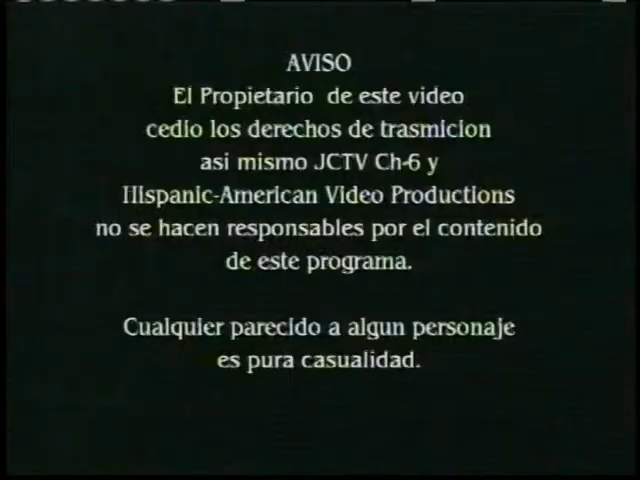 AVISO
El Propietario de este video
cedio los derechos de trasmicion
asi mismo JCTV Ch-6 y
Hispanic-American Video Productions
no se hacen responsables por el contenido
de este programa.
Cualquier parecido a algun personaje
es pura casualidad.